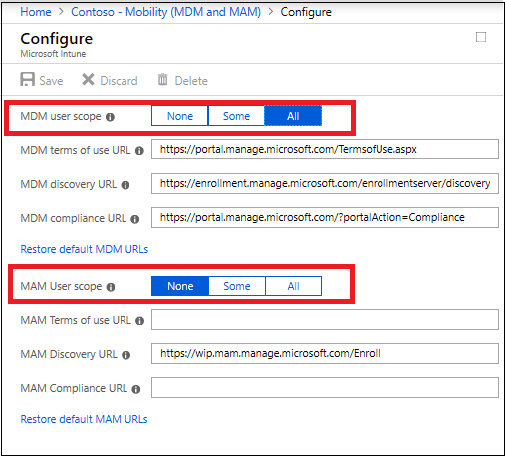 Home > Contoso - Mobility (MDM and MAM) > Configure
Configure
Microsoft Intune
Save Discard Delete
MDM user scope None Some All
MDM terms of use URL https://portal.manage.microsoft.com/TermsofUse.aspx
MDM discovery URL https://enrollment.manage.microsoft.com/enrollmentserver/discovery
MDM compliance URL https://portal.manage.microsoft.com/?portalAction=Compliance
Restore default MDM URLs
MAM User scope None Some All
MAM Terms of use URL
MAM Discovery URL https://wip.mam.manage.microsoft.com/Enroll
MAM Compliance URL
Restore default MAM URLs